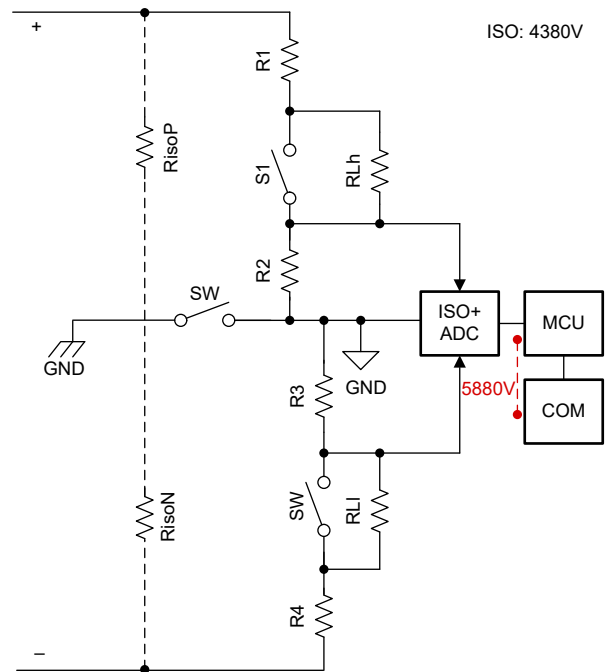 +
ISO: 4380V
R1
RisoP
S1
RLh
R2
SW
ISO+
ADC
MCU
GND
GND
5880V
COM
R3
SW
RLI
RisoN
R4
–